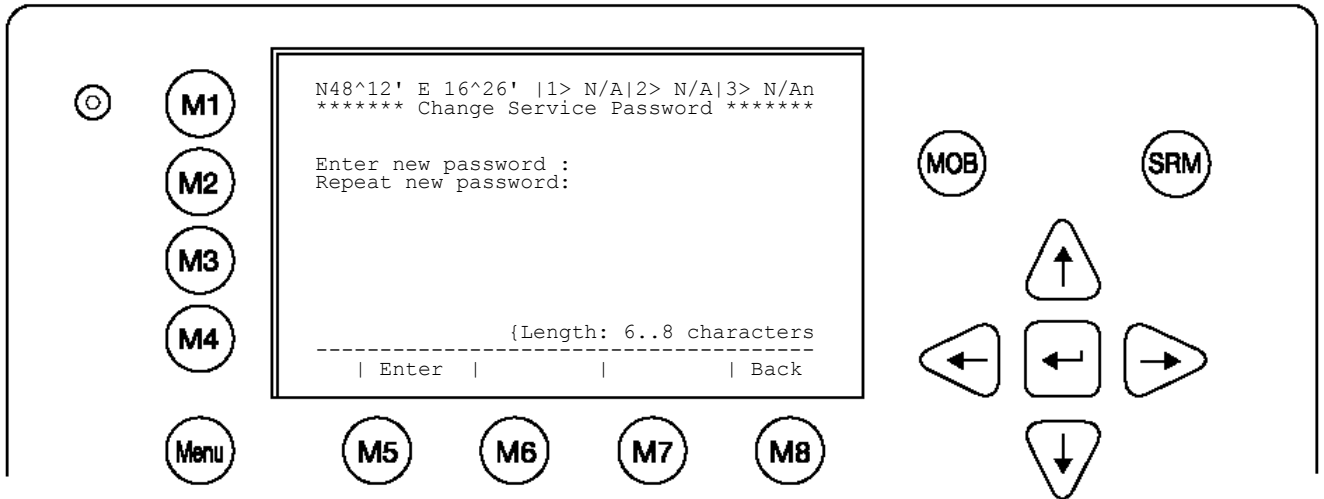 N48^12' E 16^26' |1> N/A|2> N/A|3> N/An
******* Change Service Password *******
Enter new password :
Repeat new password:
{Length: 6..8 characters
---------------------------------------
| Enter | | | Back
M1
M2
M3
M4
Menu
M5
M6
M7
M8
MOB
SRM